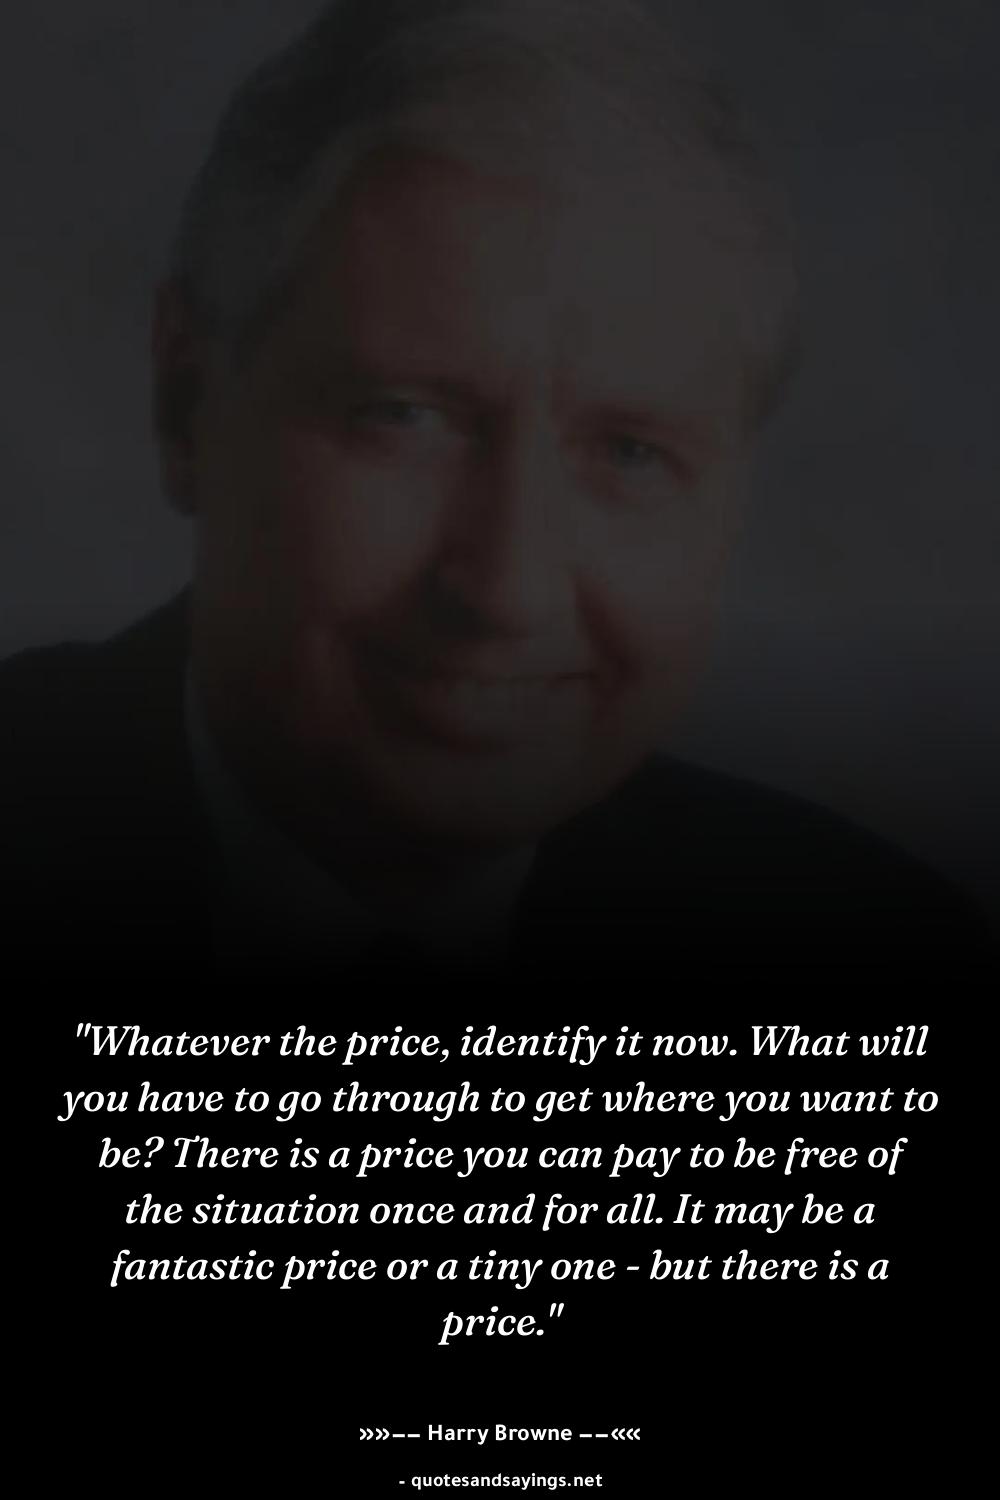 "Whatever the price, identify it now. What will
you have to go through to get where you want to
be? There is a price you can pay to be free of
the situation once and for all. It may be a
fantastic price or a tiny one - but there is a
price."
»»−− Harry Browne −−««
- quotesandsayings.net